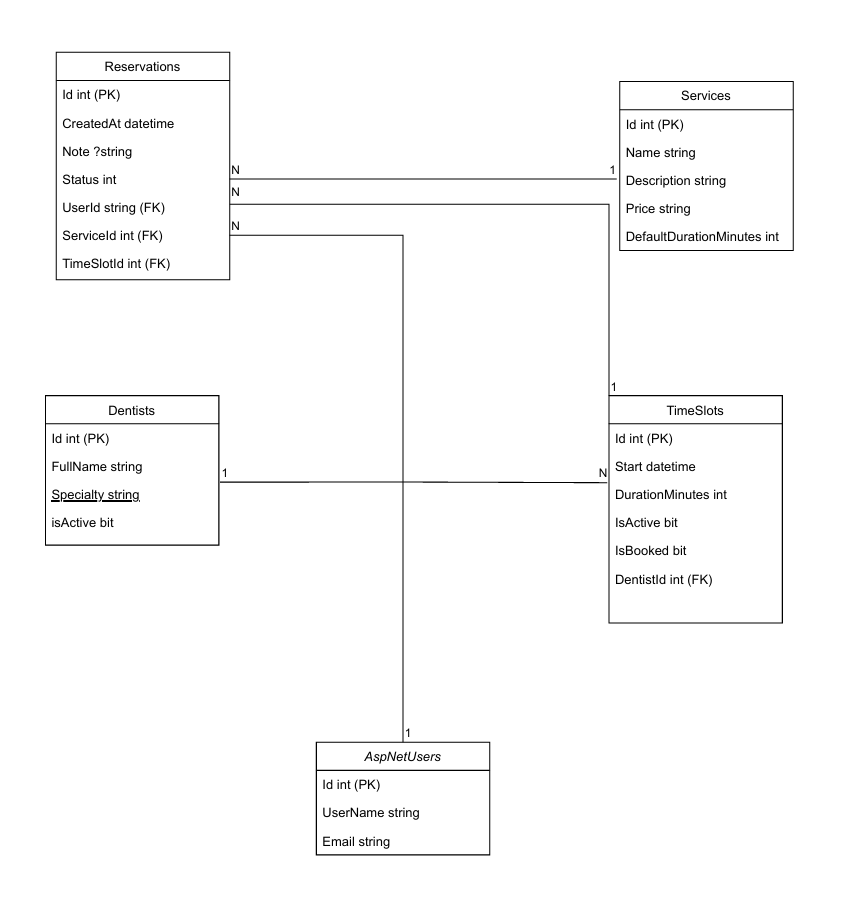 Reservations
Id int (PK)
CreatedAt datetime
Note ?string
Status int
UserId string (FK)
ServiceId int (FK)
TimeSlotId int (FK)
N
N
N
1
Services
Id int (PK)
Name string
Description string
Price string
DefaultDurationMinutes int
Dentists
Id int (PK)
FullName string
Specialty string
isActive bit
1
N
1
TimeSlots
Id int (PK)
Start datetime
DurationMinutes int
IsActive bit
IsBooked bit
DentistId int (FK)
1
AspNetUsers
Id int (PK)
UserName string
Email string